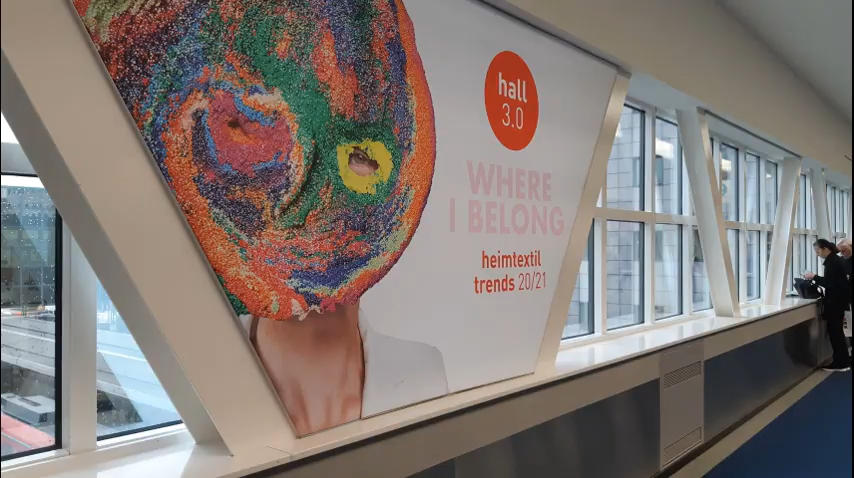 hall
3.0
WHERE
I BELONG
heimtextil
trends 20/21